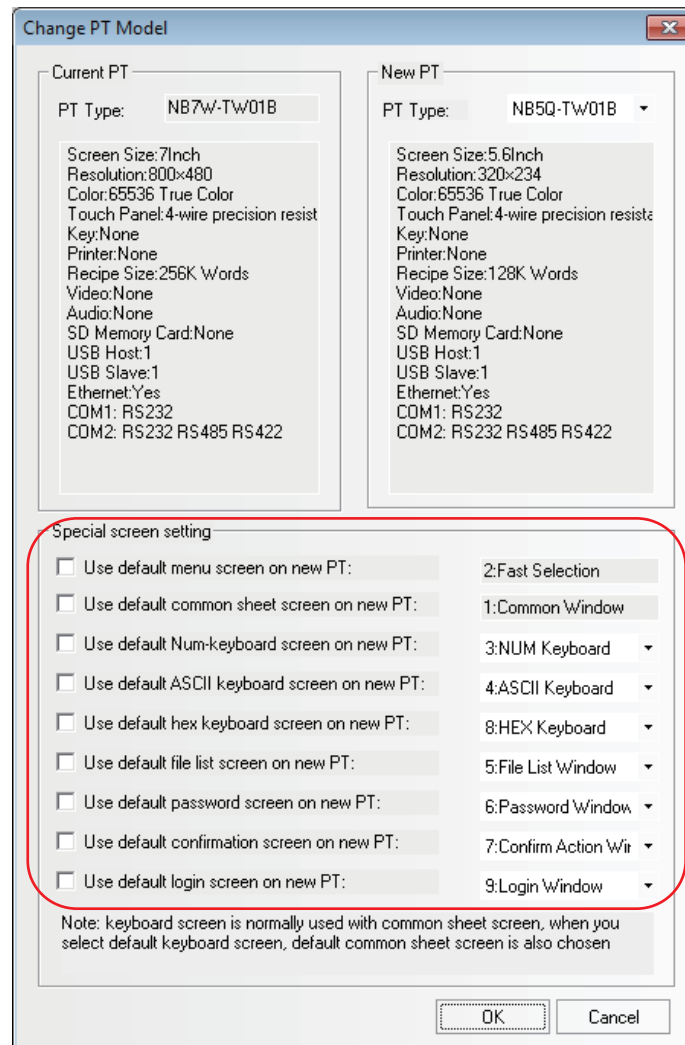 Change PT Model
Current PT
PT Type: NB7W-TW01B
Screen Size:7Inch
Resolution:800×480
Color:65536 True Color
Touch Panel:4-wire precision resist
Key:None
Printer:None
Recipe Size:256K Words
Video:None
Audio:None
SD Memory Card:None
USB Host:1
USB Slave:1
Ethernet:Yes
COM1: RS232
COM2: RS232 RS485 RS422
New PT
PT Type: NB5Q-TW01B
Screen Size:5.6Inch
Resolution:320×234
Color:65536 True Color
Touch Panel:4-wire precision resista
Key:None
Printer:None
Recipe Size:128K Words
Video:None
Audio:None
SD Memory Card:None
USB Host:1
USB Slave:1
Ethernet:Yes
COM1: RS232
COM2: RS232 RS485 RS422
Special screen setting
Use default menu screen on new PT: 2:Fast Selection
Use default common sheet screen on new PT: 1:Common Window
Use default Num-keyboard screen on new PT: 3:NUM Keyboard
Use default ASCII keyboard screen on new PT: 4:ASCII Keyboard
Use default hex keyboard screen on new PT: 8:HEX Keyboard
Use default file list screen on new PT: 5:File List Window
Use default password screen on new PT: 6:Password Window
Use default confirmation screen on new PT: 7:Confirm Action Wir
Use default login screen on new PT: 9:Login Window
Note: keyboard screen is normally used with common sheet screen, when you
select default keyboard screen, default common sheet screen is also chosen
OK Cancel